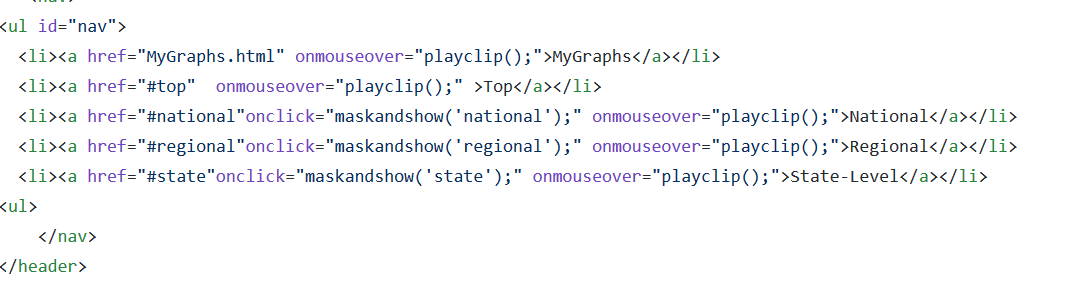 <nav>
<ul id="nav">
  <li><a href="MyGraphs.html" onmouseover="playclip();">MyGraphs</a></li>
  <li><a href="#top"  onmouseover="playclip();" >Top</a></li>
  <li><a href="#national"onclick="maskandshow('national');" onmouseover="playclip();">National</a></li>
  <li><a href="#regional"onclick="maskandshow('regional');" onmouseover="playclip();">Regional</a></li>
  <li><a href="#state"onclick="maskandshow('state');" onmouseover="playclip();">State-Level</a></li>
<ul>
    </nav>
</header>